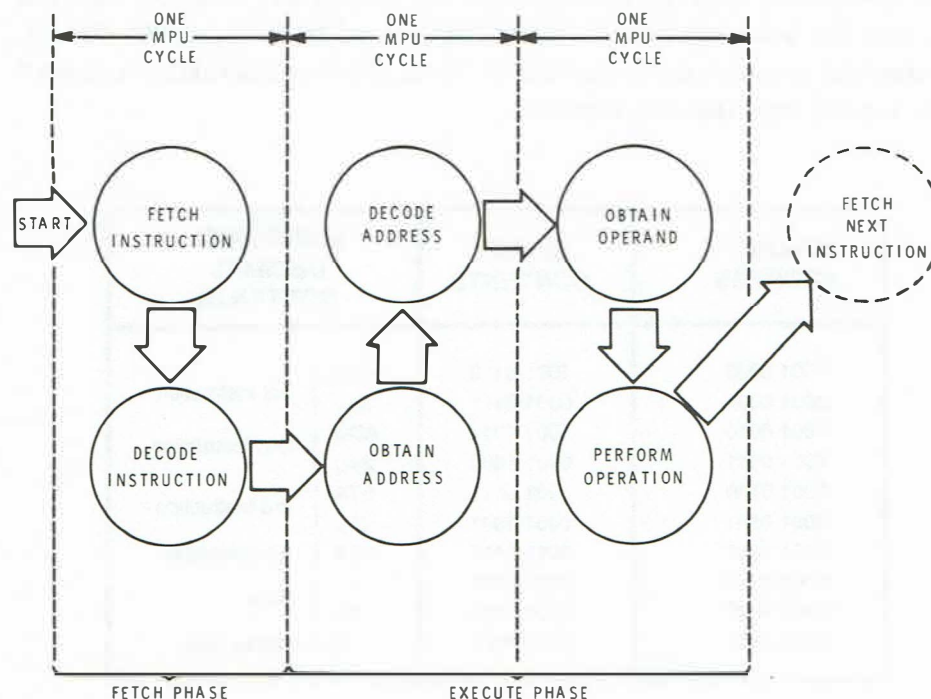 ONE
MPU
CYCLE
ONE
MPU
CYCLE
ONE
MPU
CYCLE
START
FETCH
INSTRUCTION
DECODE
ADDRESS
OBTAIN
OPERAND
FETCH
NEXT
INSTRUCTION
DECODE
INSTRUCTION
OBTAIN
ADDRESS
PERFORM
OPERATION
FETCH PHASE
EXECUTE PHASE